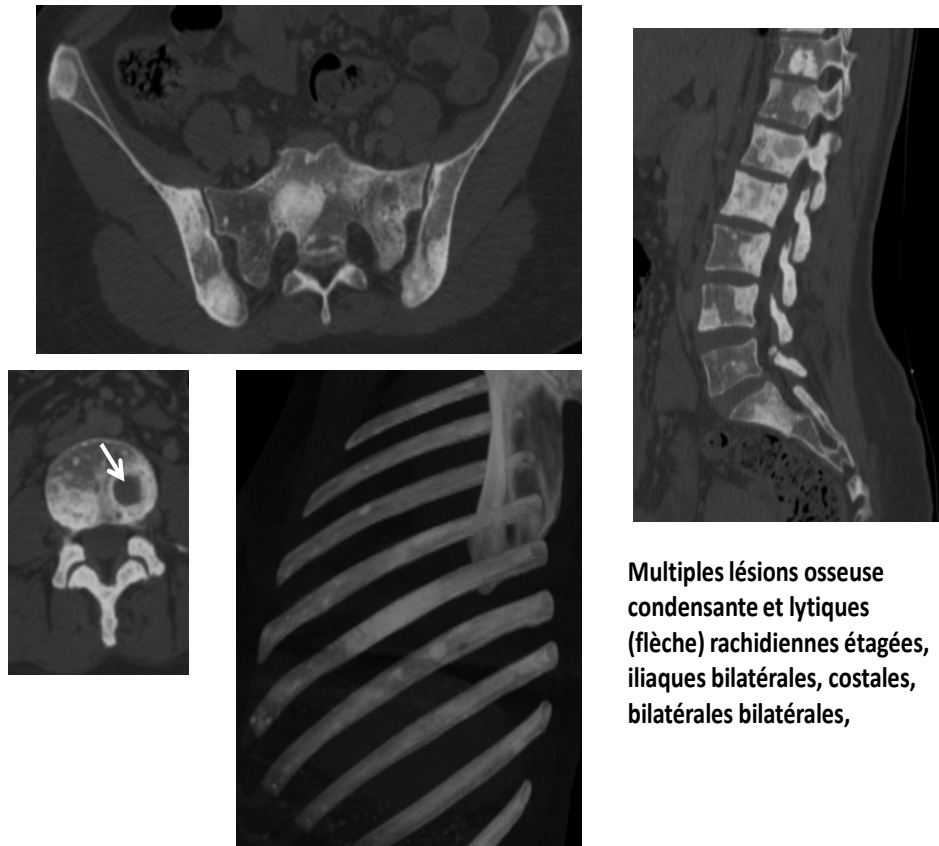 Multiples lésions osseuse
condensante et lytiques
(flèche) rachidiennes étagées,
iliaques bilatérales, costales,
bilatérales bilatérales,